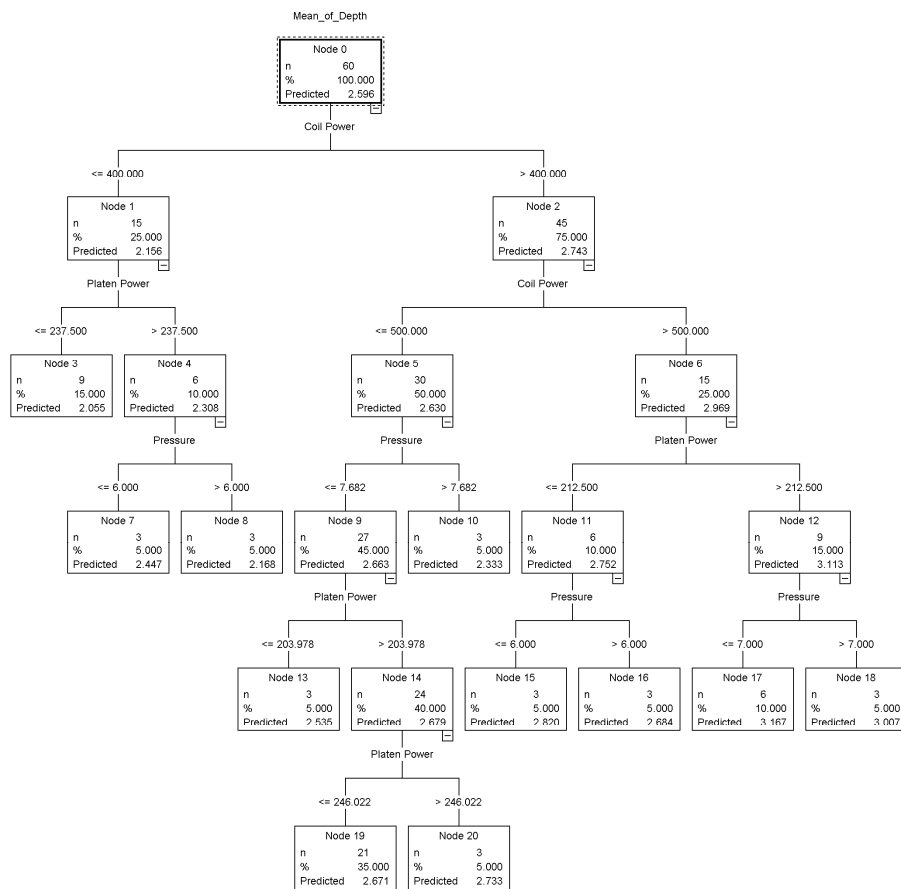 Mean_of_Depth
Node 0
n 60
% 100.000
Predicted 2.596
Coil Power
<= 400.000
> 400.000
Node 1
n 15
% 25.000
Predicted 2.156
Node 2
n 45
% 75.000
Predicted 2.743
Platen Power
Coil Power
<= 237.500
> 237.500
<= 500.000
> 500.000
Node 3
n 9
% 15.000
Predicted 2.055
Node 4
n 6
% 10.000
Predicted 2.308
Node 5
n 30
% 50.000
Predicted 2.630
Node 6
n 15
% 25.000
Predicted 2.969
Pressure
Pressure
Platen Power
<= 6.000
> 6.000
<= 7.682
> 7.682
<= 212.500
> 212.500
Node 7
n 3
% 5.000
Predicted 2.447
Node 8
n 3
% 5.000
Predicted 2.168
Node 9
n 27
% 45.000
Predicted 2.663
Node 10
n 3
% 5.000
Predicted 2.333
Node 11
n 6
% 10.000
Predicted 2.752
Node 12
n 9
% 15.000
Predicted 3.113
Platen Power
Pressure
Pressure
<= 203.978
> 203.978
<= 6.000
> 6.000
<= 7.000
> 7.000
Node 13
n 3
% 5.000
Predicted 2.535
Node 14
n 24
% 40.000
Predicted 2.679
Node 15
n 3
% 5.000
Predicted 2.820
Node 16
n 3
% 5.000
Predicted 2.684
Node 17
n 6
% 10.000
Predicted 3.167
Node 18
n 3
% 5.000
Predicted 3.007
Platen Power
<= 246.022
> 246.022
Node 19
n 21
% 35.000
Predicted 2.671
Node 20
n 3
% 5.000
Predicted 2.733